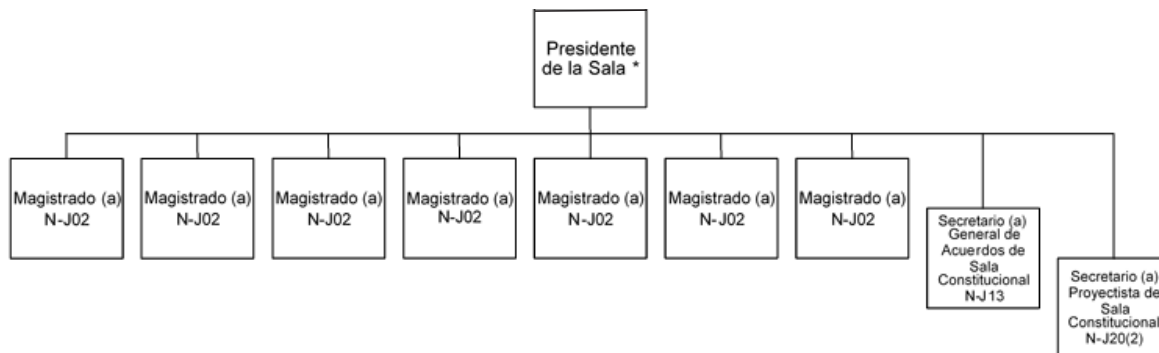 Presidente
de la Sala *
Magistrado (a)
N-J02
Magistrado (a)
N-J02
Magistrado (a)
N-J02
Magistrado (a)
N-J02
Magistrado (a)
N-J02
Magistrado (a)
N-J02
Magistrado (a)
N-J02
Secretario (a)
General de
Acuerdos de
Sala
Constitucional
N-J13
Secretario (a)
Proyectista de
Sala
Constitucional
N-J20(2)